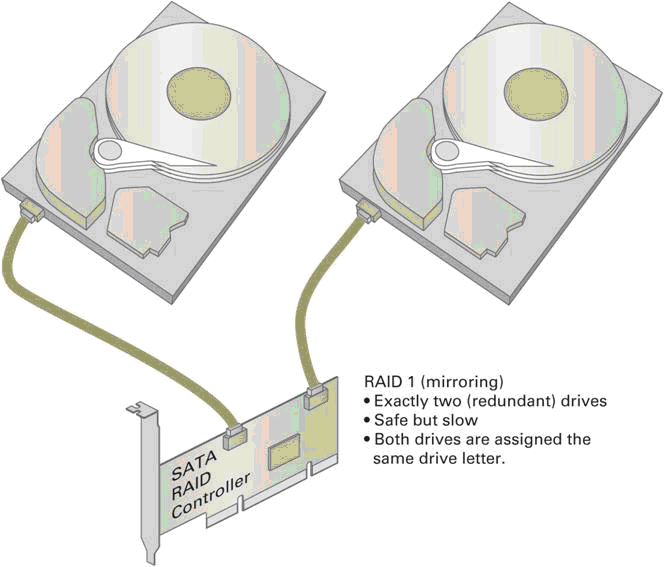 RAID 1 (mirroring)
• Exactly two (redundant) drives
• Safe but slow
• Both drives are assigned the
same drive letter.
SATA
RAID
Controller